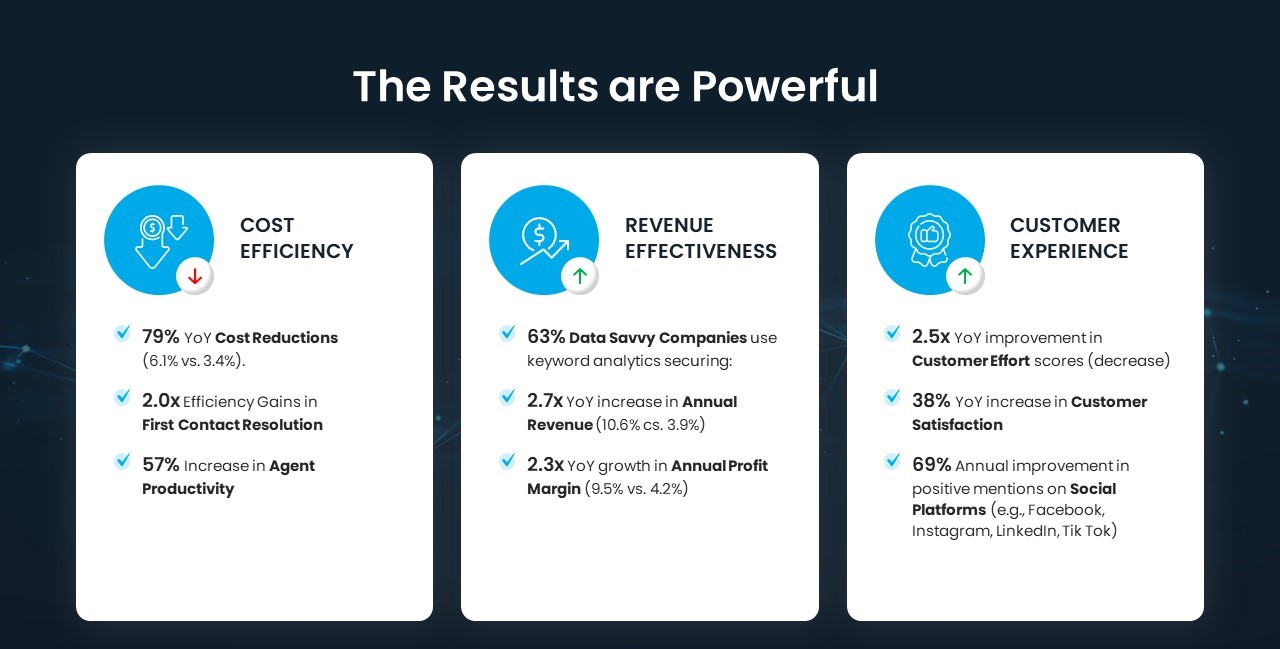 The Results are Powerful
COST
EFFICIENCY
79% YoY Cost Reductions
(6.1% vs. 3.4%).
2.0x Efficiency Gains in
First Contact Resolution
57% Increase in Agent
Productivity
REVENUE
EFFECTIVENESS
63% Data Savvy Companies use
keyword analytics securing:
2.7x YoY increase in Annual
Revenue (10.6% cs. 3.9%)
2.3x YoY growth in Annual Profit
Margin (9.5% vs. 4.2%)
CUSTOMER
EXPERIENCE
2.5x YoY improvement in
Customer Effort scores (decrease)
38% YoY increase in Customer
Satisfaction
69% Annual improvement in
positive mentions on Social
Platforms (e.g., Facebook,
Instagram, LinkedIn, Tik Tok)